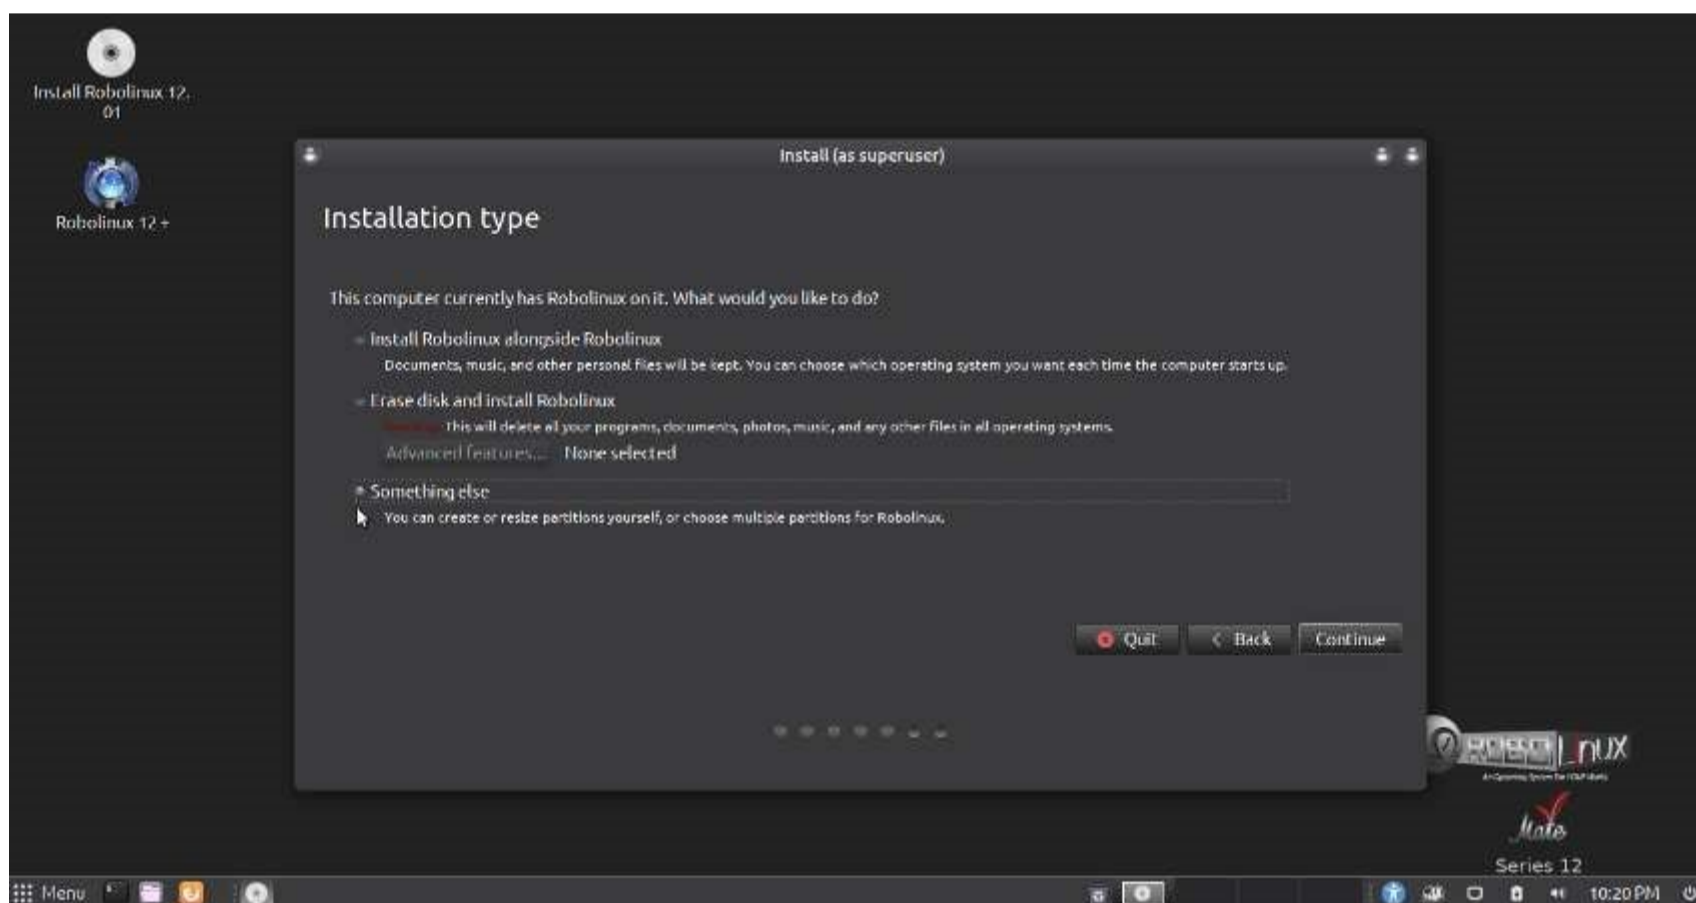 Install Robolinux 12.
01
Robolinux 12 +
Install (as superuser)
Installation type
This computer currently has Robolinux on it. What would you like to do?
Install Robolinux alongside Robolinux
Documents, music, and other personal files will be kept. You can choose which operating system you want each time the computer starts up.
Erase disk and install Robolinux
This will delete all your programs, documents, photos, music, and any other files in all operating systems.
Advanced features... None selected
Something else
You can create or resize partitions yourself, or choose multiple partitions for Robolinux.
Quit
Back
Continue
Linux
Mate
Series 12
Menu
10:20 PM